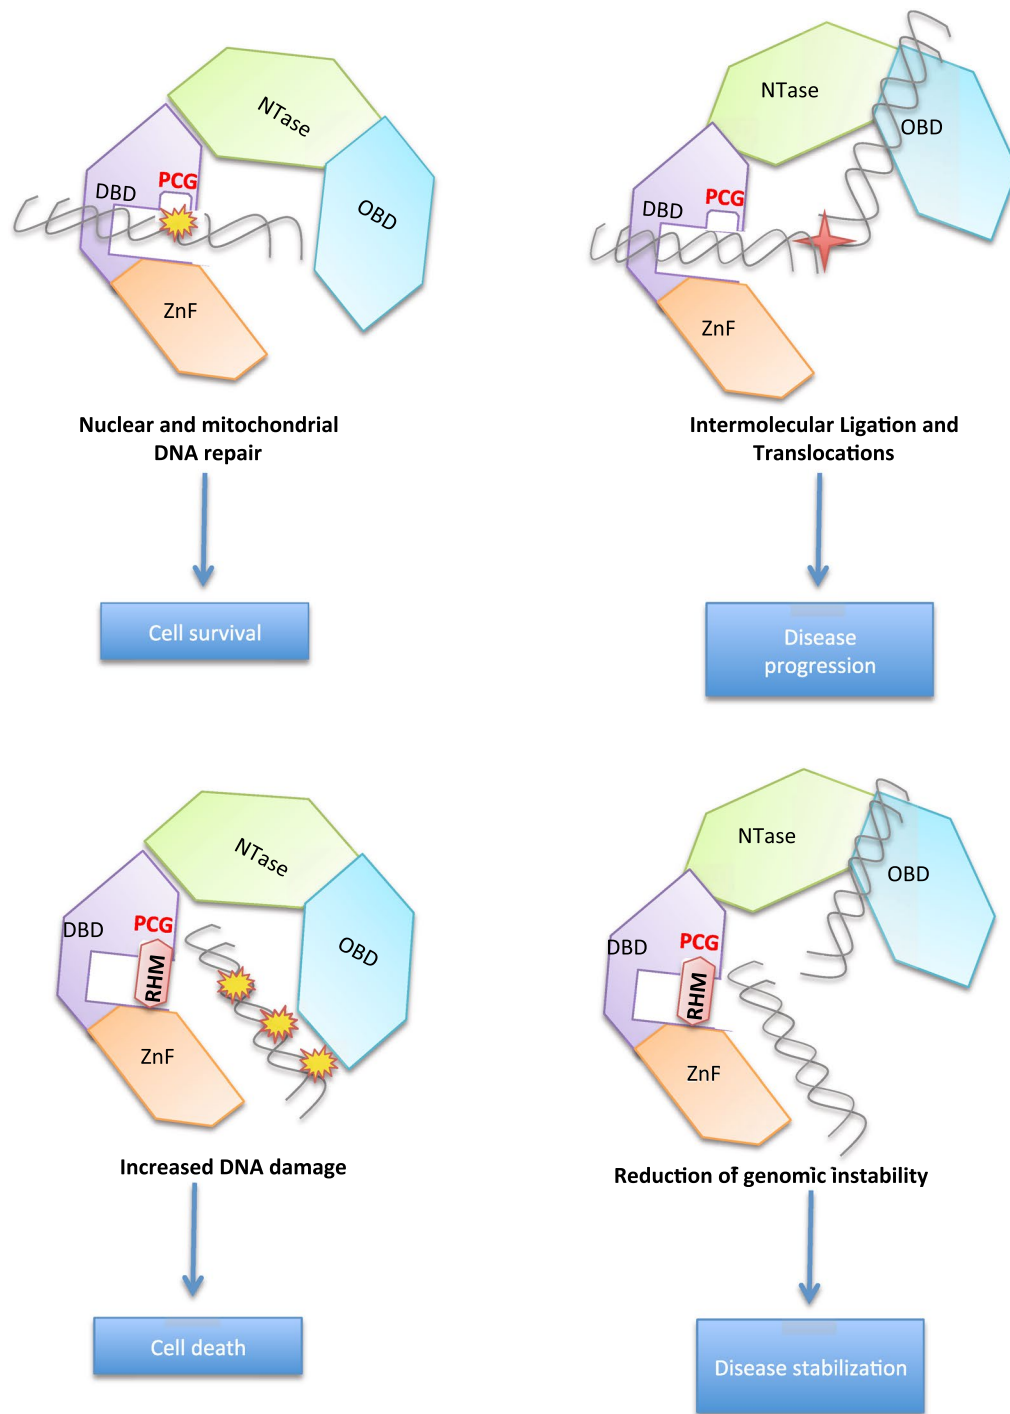 NTase
PCG
DBD
OBD
ZnF
Nuclear and mitochondrial
DNA repair
Cell survival
NTase
OBD
PCG
DBD
ZnF
Intermolecular Ligation and
Translocations
Disease
progression
NTase
PCG
DBD
OBD
RHM
ZnF
Increased DNA damage
Cell death
NTase
OBD
PCG
DBD
RHM
ZnF
Reduction of genomic instability
Disease stabilization